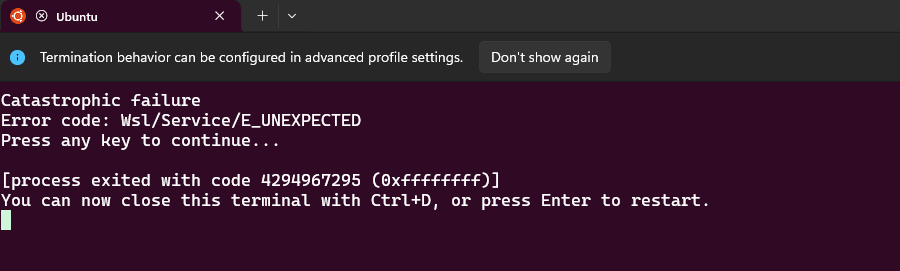 Ubuntu
Termination behavior can be configured in advanced profile settings. Don't show again
Catastrophic failure
Error code: Wsl/Service/E_UNEXPECTED
Press any key to continue...
[process exited with code 4294967295 (0xffffffff)]
You can now close this terminal with Ctrl+D, or press Enter to restart.